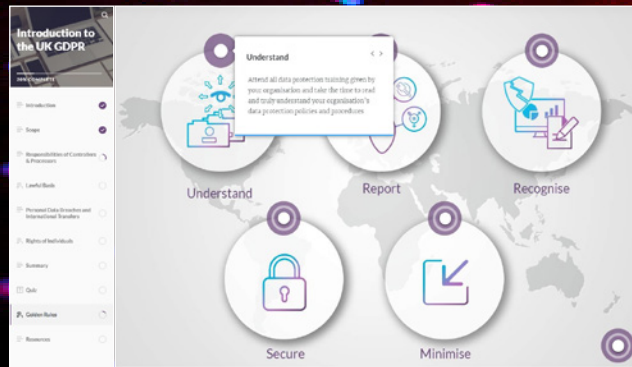 Introduction to
the UK GDPR
COMPLETE
Introduction
Scope
Responsibilities of Controllers
& Processors
Lawful Basis
Personal Data Breaches and
International Transfers
Rights of Individuals
Summary
Quiz
Golden Rules
Resources
Understand
Attend all data protection training given by
your organisation and take the time to read
and truly understand your organisation's
data protection policies and procedures
Understand
Report
Recognise
Secure
Minimise